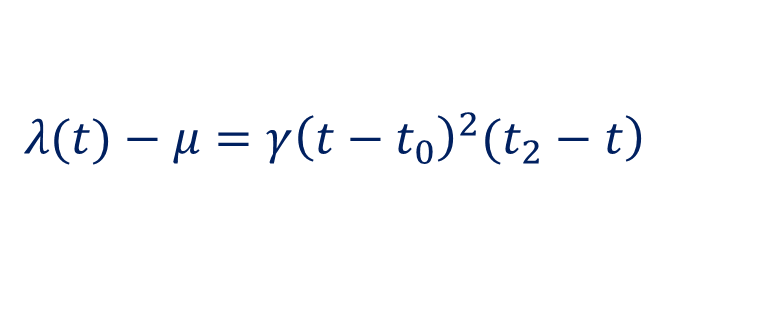 λ(t) − μ = γ(t − t₀)²(t₂ − t)